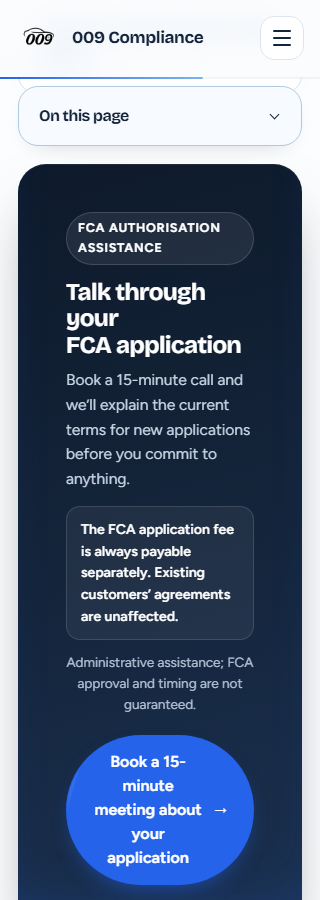 009
009 Compliance
On this page
FCA AUTHORISATION
ASSISTANCE
Talk through
your
FCA application
Book a 15-minute call and
we'll explain the current
terms for new applications
before you commit to
anything.
The FCA application fee
is always payable
separately. Existing
customers' agreements
are unaffected.
Administrative assistance; FCA
approval and timing are not
guaranteed.
Book a 15-
minute
meeting about →
your
application